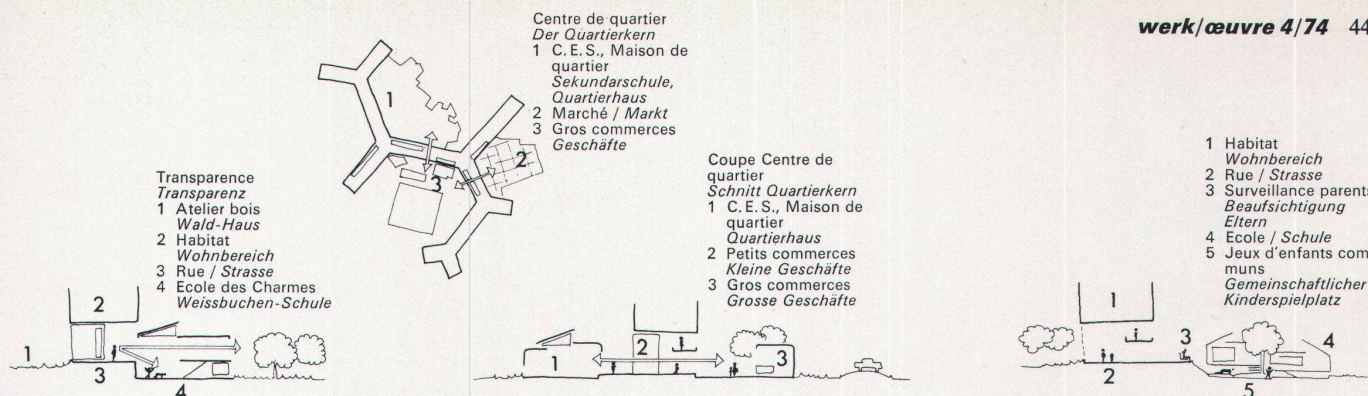 werk/œuvre 4/74 44
Centre de quartier
Der Quartierkern
1 C.E.S., Maison de
quartier
Sekundarschule,
Quartierhaus
2 Marché / Markt
3 Gros commerces
Geschäfte
1
2
3
Transparence
Transparenz
1 Atelier bois
Wald-Haus
2 Habitat
Wohnbereich
3 Rue / Strasse
4 Ecole des Charmes
Weissbuchen-Schule
2
1
3
4
Coupe Centre de
quartier
Schnitt Quartierkern
1 C.E.S., Maison de
quartier
Quartierhaus
2 Petits commerces
Kleine Geschäfte
3 Gros commerces
Grosse Geschäfte
1
2
3
1 Habitat
Wohnbereich
2 Rue / Strasse
3 Surveillance parents
Beaufsichtigung
Eltern
4 Ecole / Schule
5 Jeux d'enfants com
muns
Gemeinschaftlicher
Kinderspielplatz
1
3
4
2
5